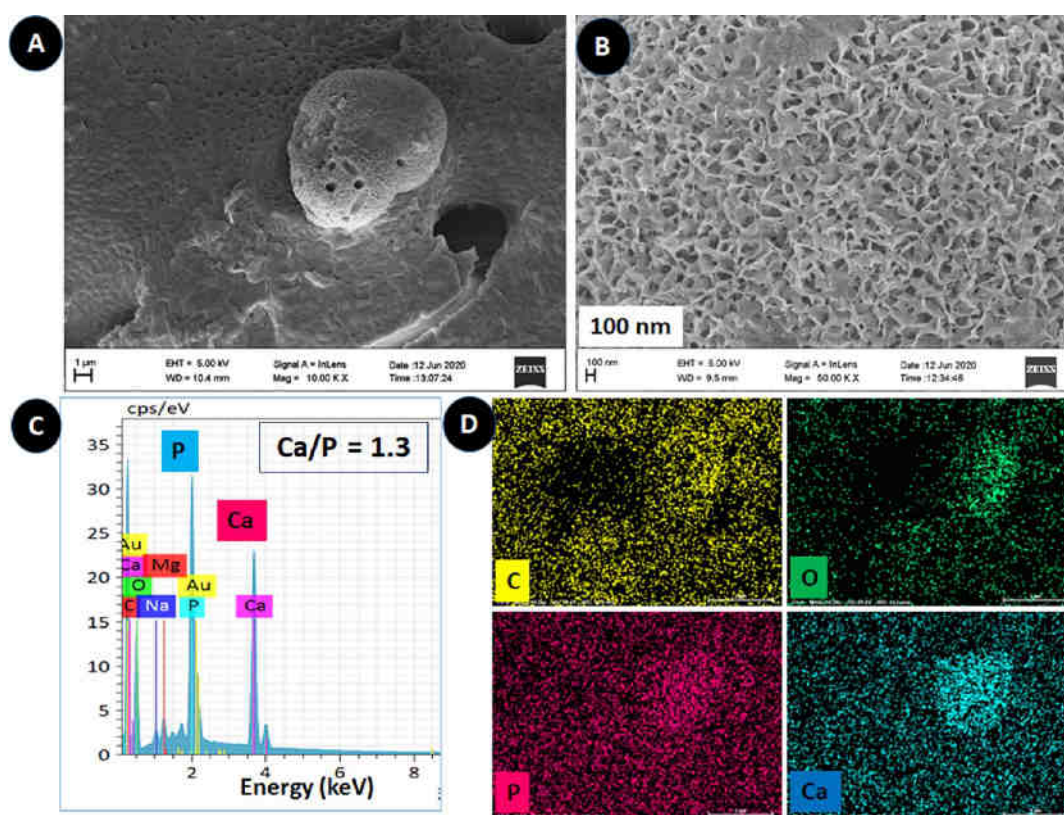 A
1 µm
EHT = 5.00 kV
Signal A = InLens
Date :12 Jun 2020
WD = 10.4 mm
Mag = 10.00 K X
Time :13:07:24
ZEISS
B
100 nm
100 nm
EHT = 5.00 kV
Signal A = InLens
Date :12 Jun 2020
WD = 9.5 mm
Mag = 50.00 K X
Time :12:34:46
ZEISS
C
cps/eV
Ca/P = 1.3
P
Ca
35
30
25
20
15
10
5
0
Au
Ca
Mg
O
Au
C
Na
P
Ca
2
4
6
8
Energy (keV)
D
C
O
P
Ca